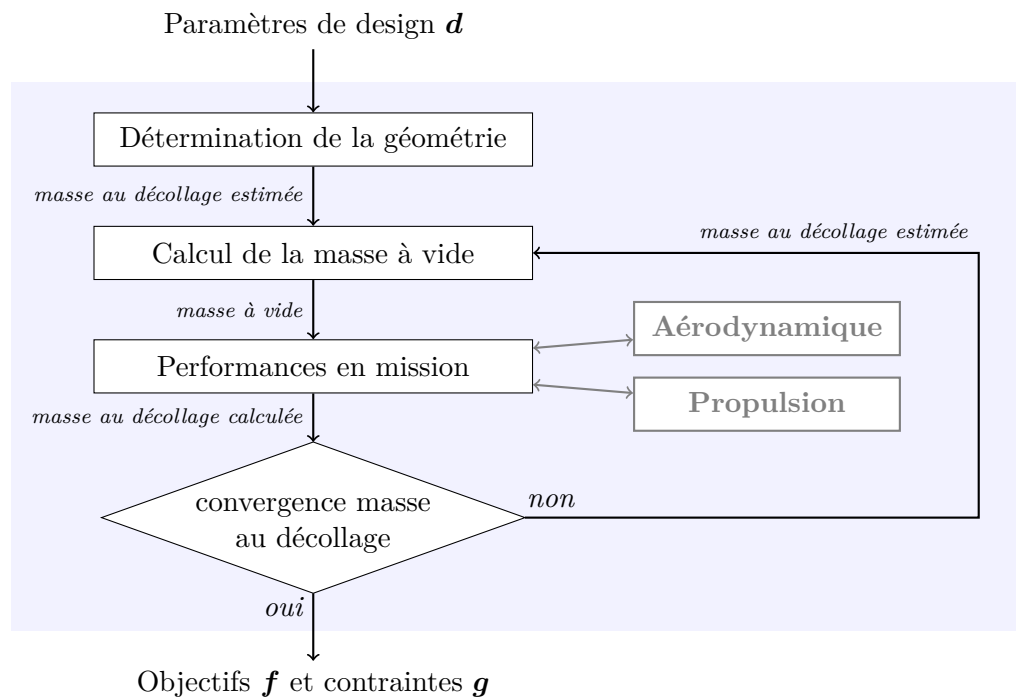 Paramètres de design d
Détermination de la géométrie
masse au décollage estimée
masse au décollage estimée
Calcul de la masse à vide
masse à vide
Aérodynamique
Performances en mission
Propulsion
masse au décollage calculée
convergence masse
au décollage
non
oui
Objectifs f et contraintes g